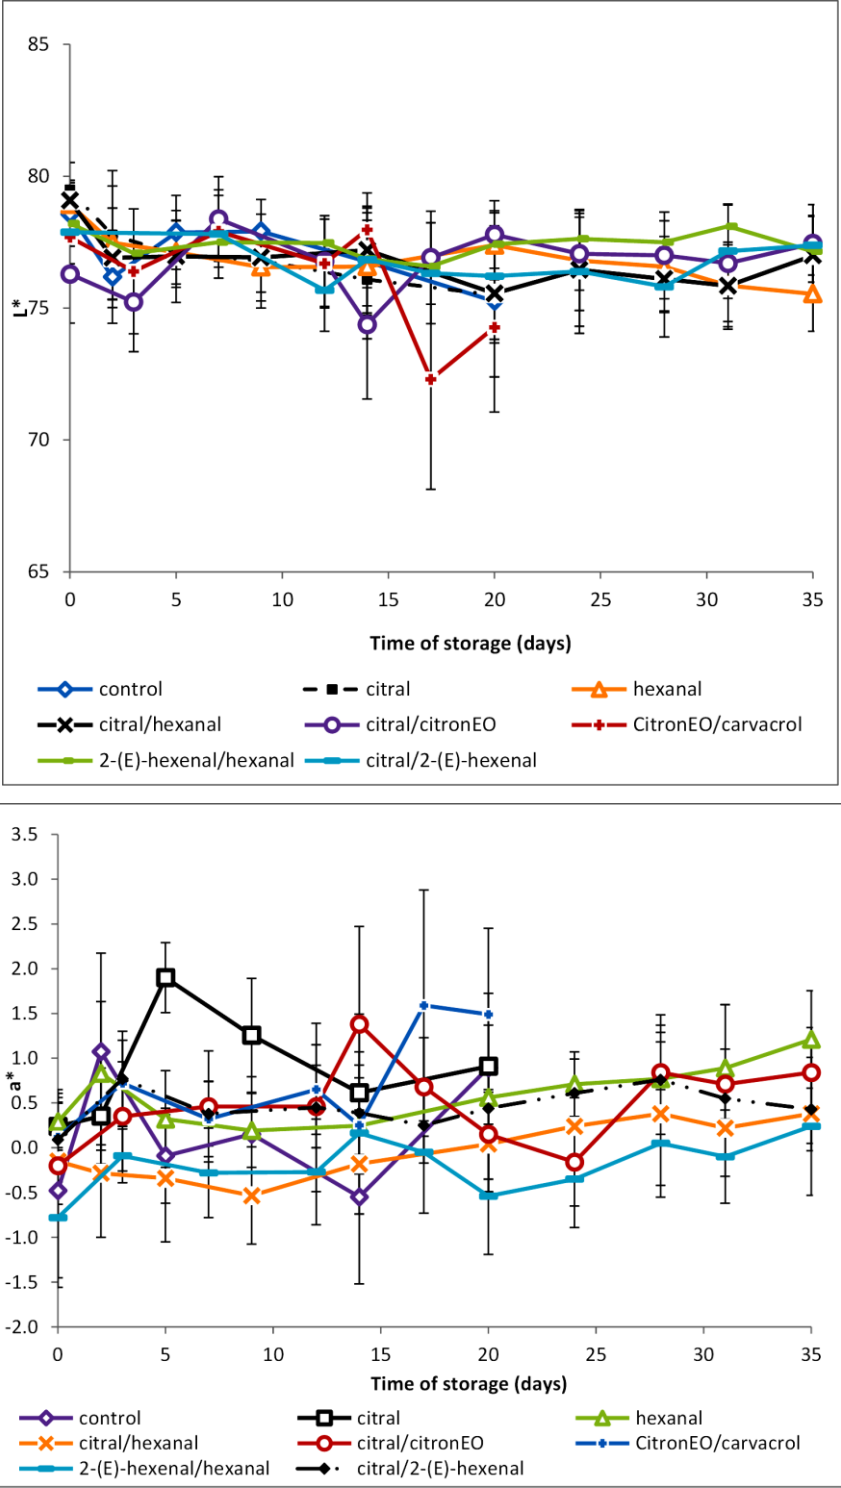 85
80
75
70
65
L*
0 5 10 15 20 25 30 35
Time of storage (days)
control citral hexanal
citral/hexanal citral/citronEO CitronEO/carvacrol
2-(E)-hexenal/hexanal citral/2-(E)-hexenal
3.5
3.0
2.5
2.0
1.5
1.0
0.5
0.0
-0.5
-1.0
-1.5
-2.0
a*
0 5 10 15 20 25 30 35
Time of storage (days)
control citral hexanal
citral/hexanal citral/citronEO CitronEO/carvacrol
2-(E)-hexenal/hexanal citral/2-(E)-hexenal